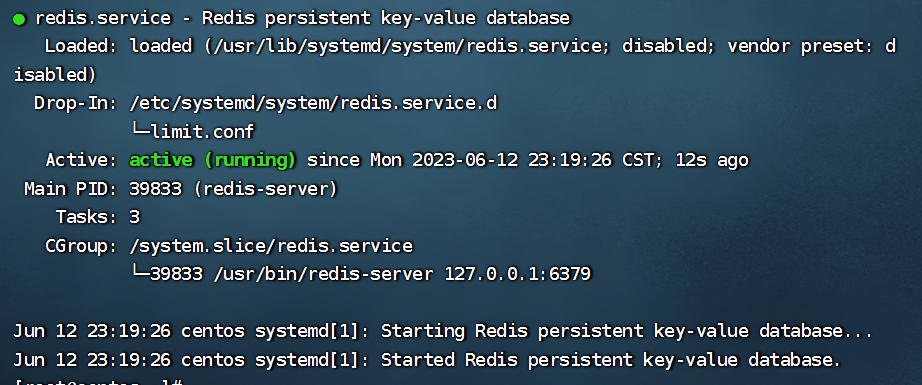 ● redis.service - Redis persistent key-value database
   Loaded: loaded (/usr/lib/systemd/system/redis.service; disabled; vendor preset: d
isabled)
  Drop-In: /etc/systemd/system/redis.service.d
           └─limit.conf
   Active: active (running) since Mon 2023-06-12 23:19:26 CST; 12s ago
 Main PID: 39833 (redis-server)
    Tasks: 3
   CGroup: /system.slice/redis.service
           └─39833 /usr/bin/redis-server 127.0.0.1:6379
Jun 12 23:19:26 centos systemd[1]: Starting Redis persistent key-value database...
Jun 12 23:19:26 centos systemd[1]: Started Redis persistent key-value database.